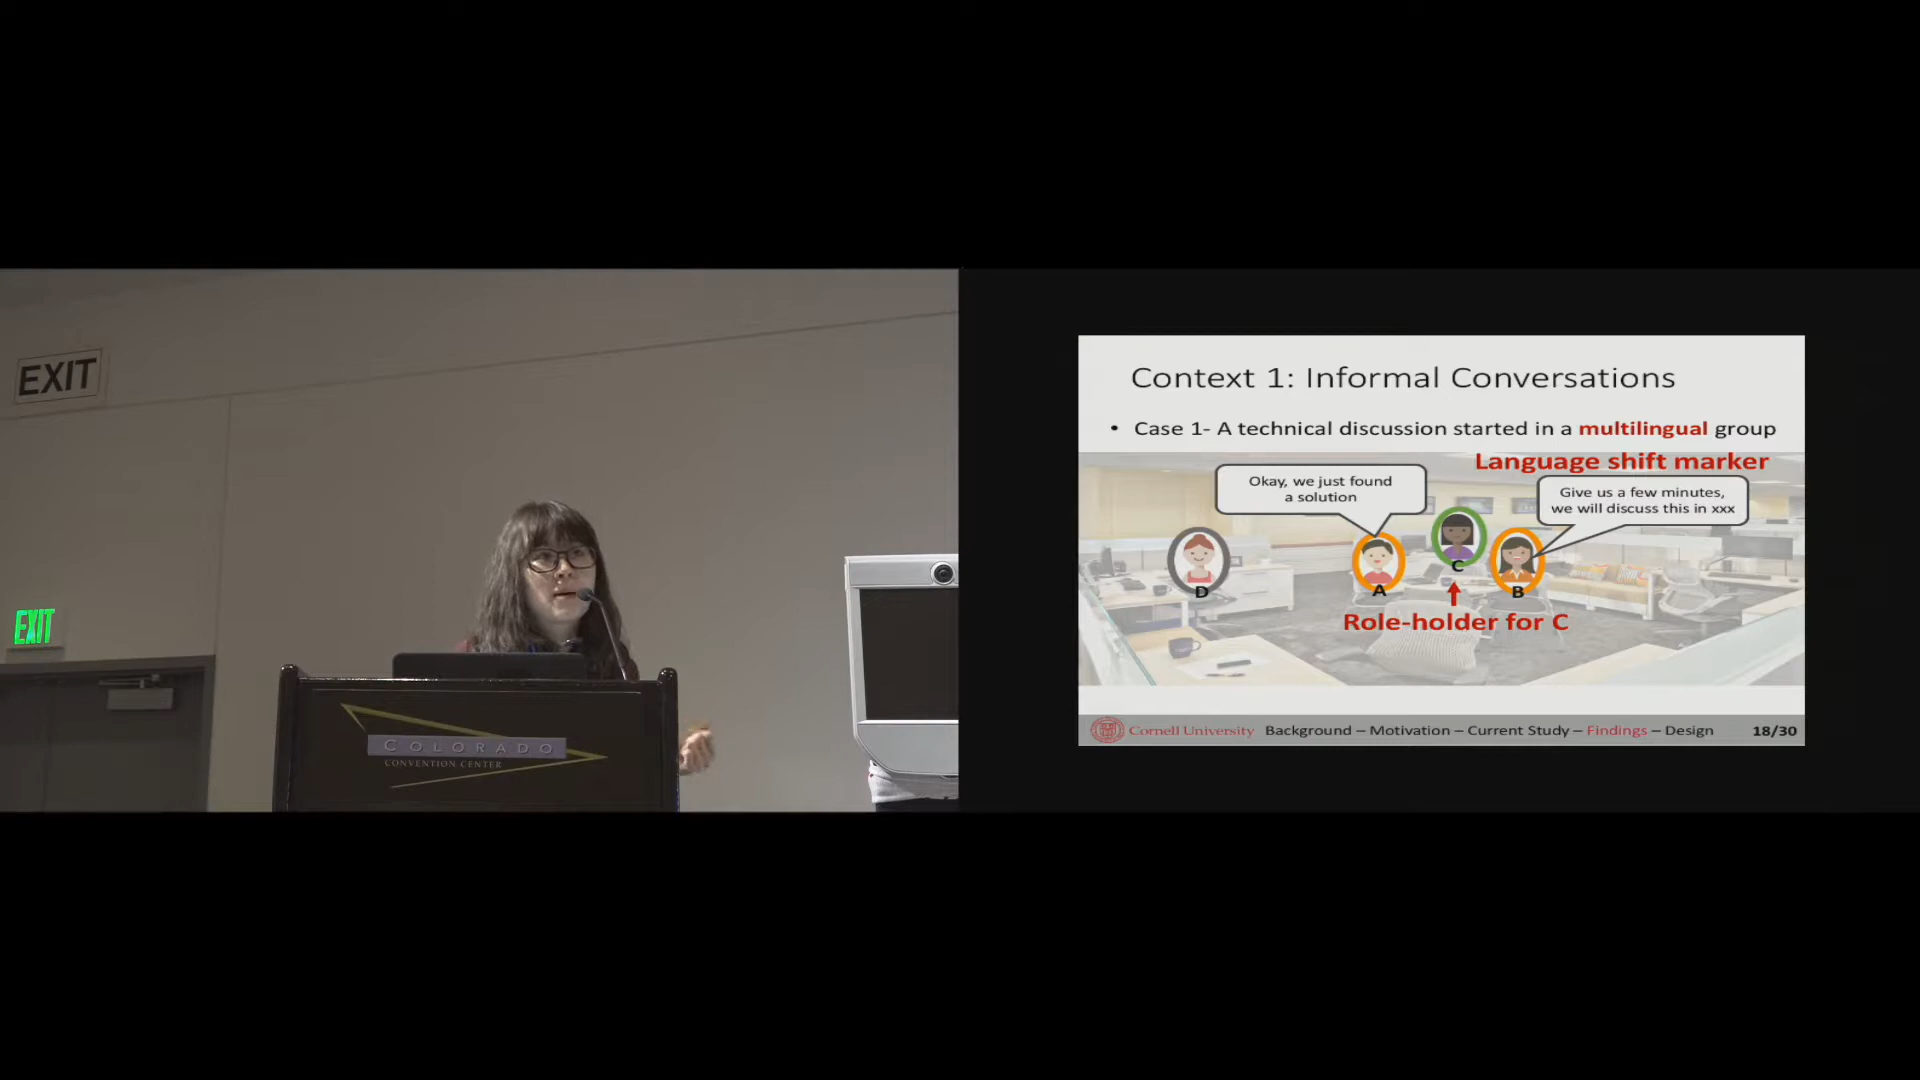 EXIT
EXIT
COLORADO
CONVENTION CENTER
Context 1: Informal Conversations
• Case 1- A technical discussion started in a multilingual group
Language shift marker
Okay, we just found
a solution
Give us a few minutes,
we will discuss this in xxx
D
A
C
B
Role-holder for C
Cornell University Background – Motivation – Current Study – Findings – Design 18/30